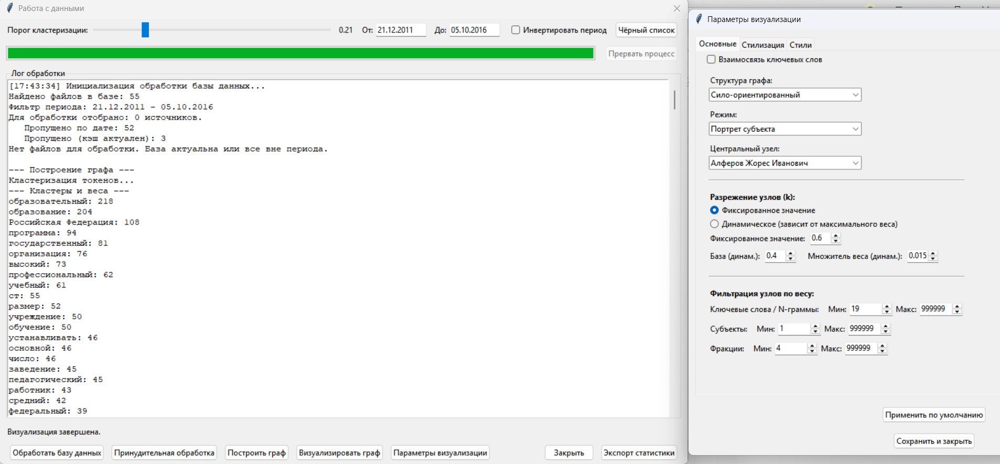 Работа с данными
Порог кластеризации: 0.21 От: 21.12.2011 До: 05.10.2016 Инвертировать период Чёрный список
Прервать процесс
Лог обработки
[17:43:34] Инициализация обработки базы данных...
Найдено файлов в базе: 55
Фильтр периода: 21.12.2011 - 05.10.2016
Для обработки отобрано: 0 источников.
Пропущено по дате: 52
Пропущено (кэш актуален): 3
Нет файлов для обработки. База актуальна или все вне периода.
--- Построение графа ---
Кластеризация токенов...
--- Кластеры и веса ---
образовательный: 218
образование: 204
Российская Федерация: 108
программа: 94
государственный: 81
организация: 76
высокий: 73
профессиональный: 62
учебный: 61
ст: 55
размер: 52
учреждение: 50
обучение: 50
устанавливать: 46
основной: 46
число: 46
заведение: 45
педагогический: 45
работник: 43
средний: 42
федеральный: 39
Визуализация завершена.
Обработать базу данных Принудительная обработка Построить граф Визуализировать граф Параметры визуализации Закрыть Экспорт статистики
Параметры визуализации
Основные Стилизация Стили
Взаимосвязь ключевых слов
Структура графа:
Сило-ориентированный
Режим:
Портрет субъекта
Центральный узел:
Алферов Жорес Иванович
Разрежение узлов (k):
Фиксированное значение
Динамическое (зависит от максимального веса)
Фиксированное значение: 0.6
База (динам.): 0.4 Множитель веса (динам.): 0.015
Фильтрация узлов по весу:
Ключевые слова / N-граммы: Мин: 19 Макс: 999999
Субъекты: Мин: 1 Макс: 999999
Фракции: Мин: 4 Макс: 999999
Применить по умолчанию
Сохранить и закрыть